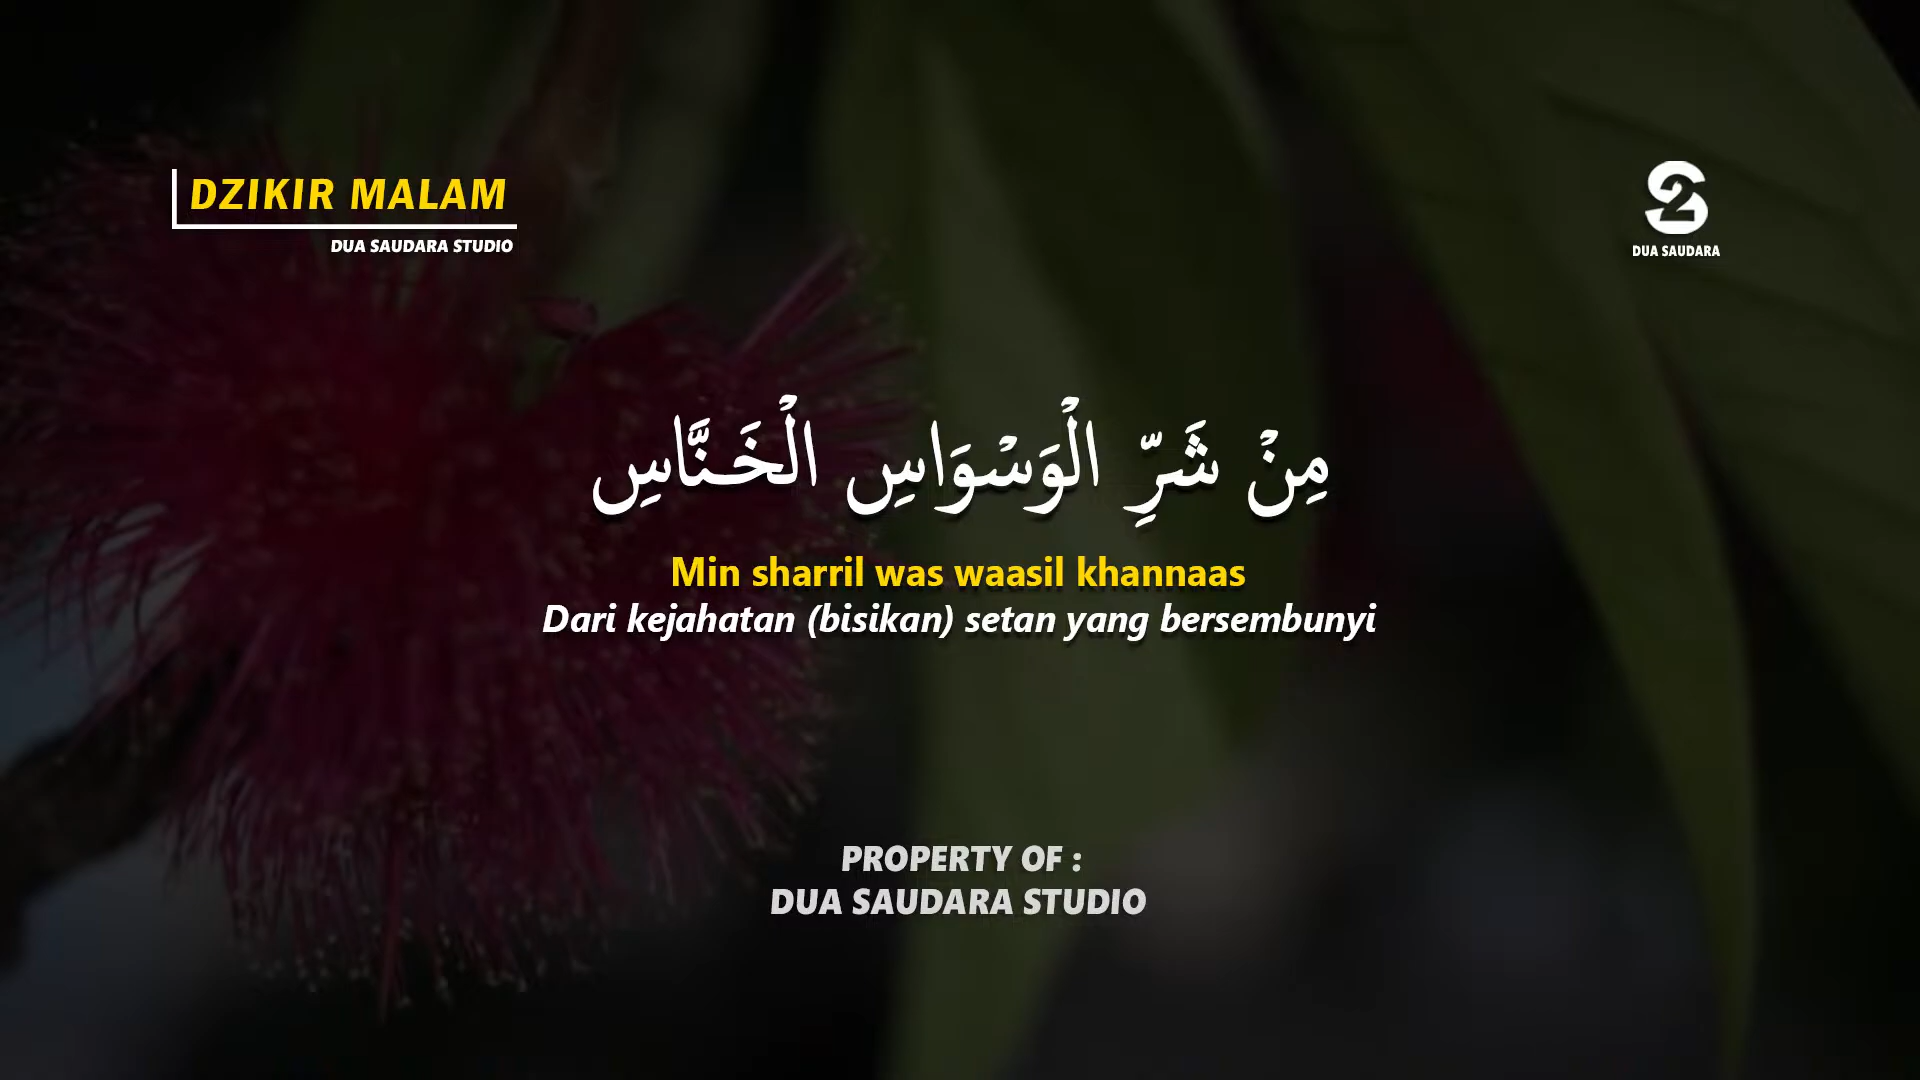 DZIKIR MALAM
DUA SAUDARA STUDIO
S2
DUA SAUDARA
مِنْ شَرِّ الْوَسْوَاسِ الْخَنَّاسِ
Min sharril was waasil khannaas
Dari kejahatan (bisikan) setan yang bersembunyi
PROPERTY OF :
DUA SAUDARA STUDIO